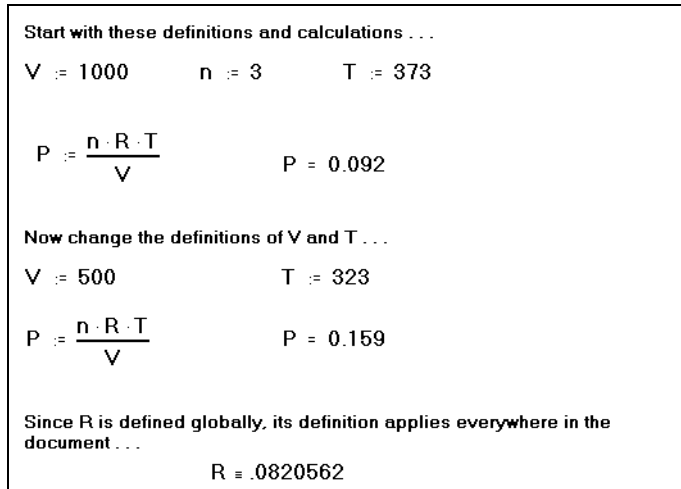 Start with these definitions and calculations . . .
V := 1000 n := 3 T := 373
P := n · R · T / V P = 0.092
Now change the definitions of V and T . . .
V := 500 T := 323
P := n · R · T / V P = 0.159
Since R is defined globally, its definition applies everywhere in the
document . . .
R ≡ .0820562